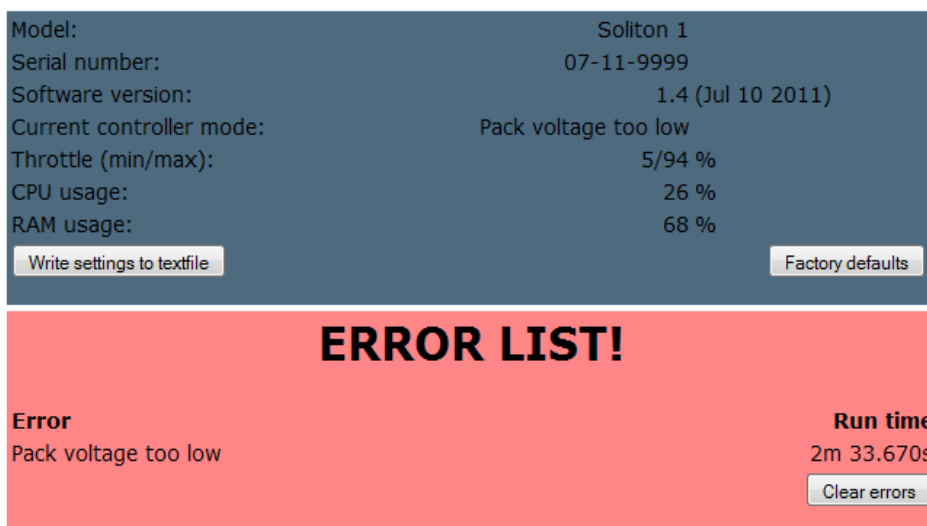 Model: Soliton 1
Serial number: 07-11-9999
Software version: 1.4 (Jul 10 2011)
Current controller mode: Pack voltage too low
Throttle (min/max): 5/94 %
CPU usage: 26 %
RAM usage: 68 %
Write settings to textfile Factory defaults
ERROR LIST!
Error Run time
Pack voltage too low 2m 33.670s
Clear errors